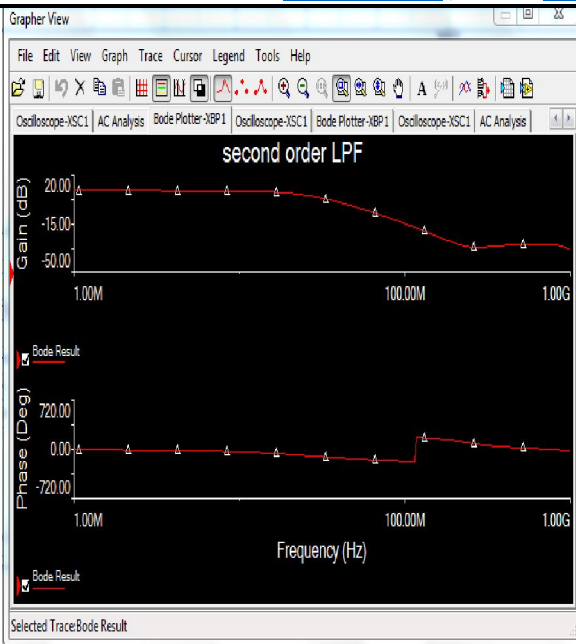 Grapher View
File Edit View Graph Trace Cursor Legend Tools Help
A
Oscilloscope-XSC1 AC Analysis Bode Plotter-XBP1 Oscilloscope-XSC1 Bode Plotter-XBP1 Oscilloscope-XSC1 AC Analysis
second order LPF
Gain (dB)
20.00
-15.00
-50.00
1.00M 100.00M 1.00G
Bode Result
Phase (Deg)
720.00
0.00
-720.00
1.00M 100.00M 1.00G
Frequency (Hz)
Bode Result
Selected Trace:Bode Result